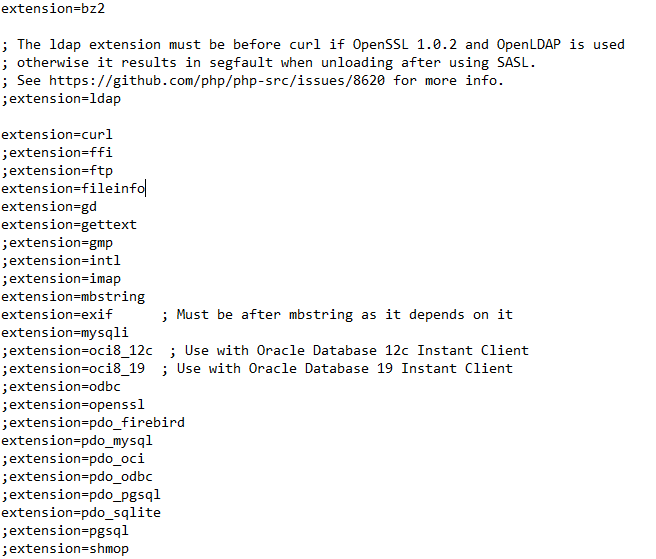 extension=bz2
; The ldap extension must be before curl if OpenSSL 1.0.2 and OpenLDAP is used
; otherwise it results in segfault when unloading after using SASL.
; See https://github.com/php/php-src/issues/8620 for more info.
;extension=ldap
extension=curl
;extension=ffi
;extension=ftp
extension=fileinfo
extension=gd
extension=gettext
;extension=gmp
;extension=intl
;extension=imap
extension=mbstring
extension=exif      ; Must be after mbstring as it depends on it
extension=mysqli
;extension=oci8_12c  ; Use with Oracle Database 12c Instant Client
;extension=oci8_19  ; Use with Oracle Database 19 Instant Client
;extension=odbc
;extension=openssl
;extension=pdo_firebird
extension=pdo_mysql
;extension=pdo_oci
;extension=pdo_odbc
;extension=pdo_pgsql
extension=pdo_sqlite
;extension=pgsql
;extension=shmop